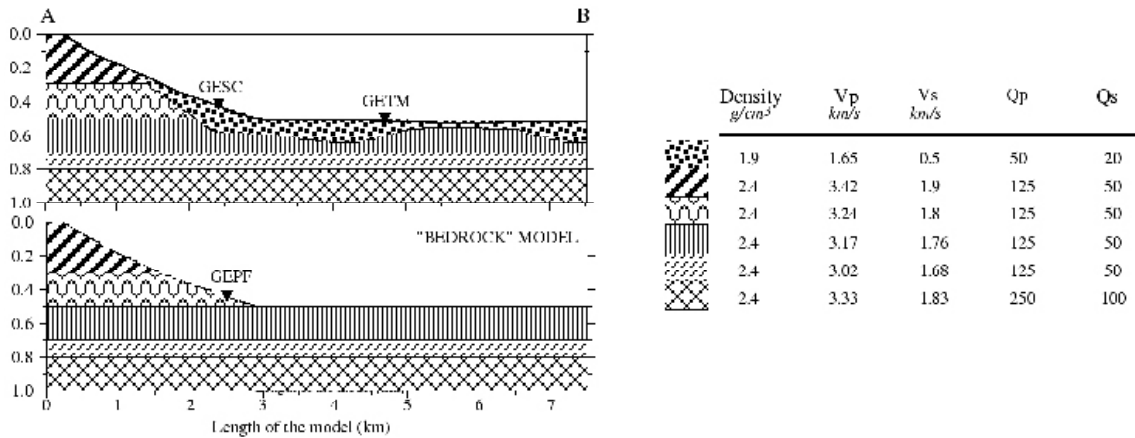 A B
0.0
0.2
GESC
0.4
GETM
0.6
0.8
1.0
0.0
"BEDROCK" MODEL
0.2
GEPF
0.4
0.6
0.8
1.0
0 1 2 3 4 5 6 7
Length of the model (km)
Density Vp Vs Qp Qs
g/cm³ km/s km/s
1.9 1.65 0.5 50 20
2.4 3.42 1.9 125 50
2.4 3.24 1.8 125 50
2.4 3.17 1.76 125 50
2.4 3.02 1.68 125 50
2.4 3.33 1.83 250 100